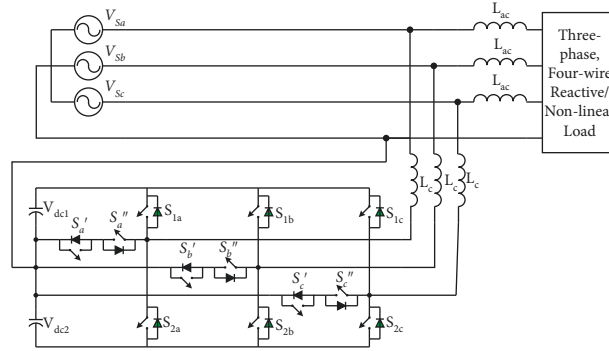 V_Sa
L_ac
V_Sb
L_ac
V_Sc
L_ac
Three-
phase,
Four-wire
Reactive/
Non-linear
Load
L_c
L_c
L_c
V_dc1
S_a'
S_a″
S_1a
S_1b
S_1c
S_b'
S_b″
S_c'
S_c″
V_dc2
S_2a
S_2b
S_2c